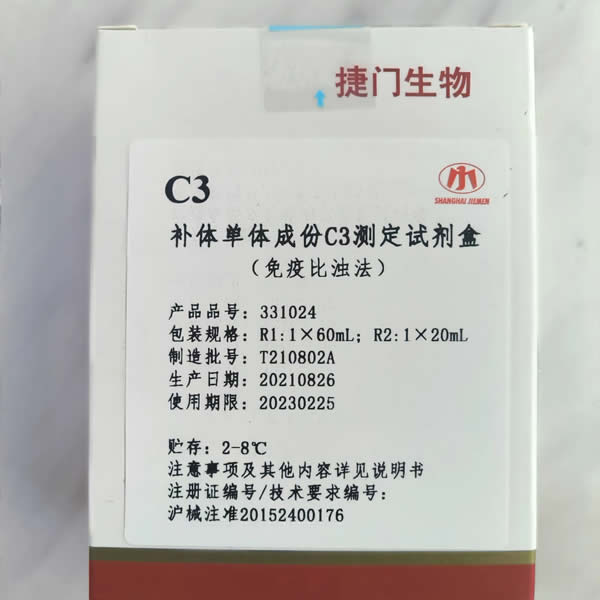 捷门生物
C3
SHANGHAI JIEMEN
补体单体成份C3测定试剂盒
（免疫比浊法）
产品品号：331024
包装规格：R1:1×60mL；R2:1×20mL
制造批号：T210802A
生产日期：20210826
使用期限：20230225
贮存：2-8℃
注意事项及其他内容详见说明书
注册证编号/技术要求编号：
沪械注准20152400176